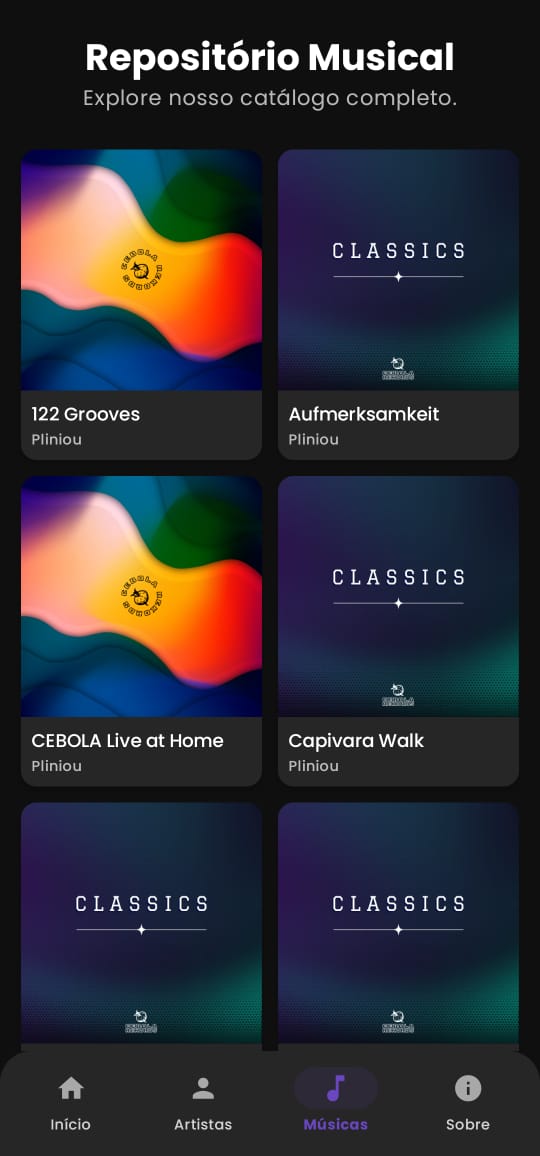 Repositório Musical
Explore nosso catálogo completo.
CEBOLA RECORDS
CLASSICS
CEBOLA
RECORDS
122 Grooves
Pliniou
Aufmerksamkeit
Pliniou
CEBOLA RECORDS
CLASSICS
CEBOLA
RECORDS
CEBOLA Live at Home
Pliniou
Capivara Walk
Pliniou
CLASSICS
CEBOLA
RECORDS
CLASSICS
CEBOLA
RECORDS
Início
Artistas
Músicas
Sobre